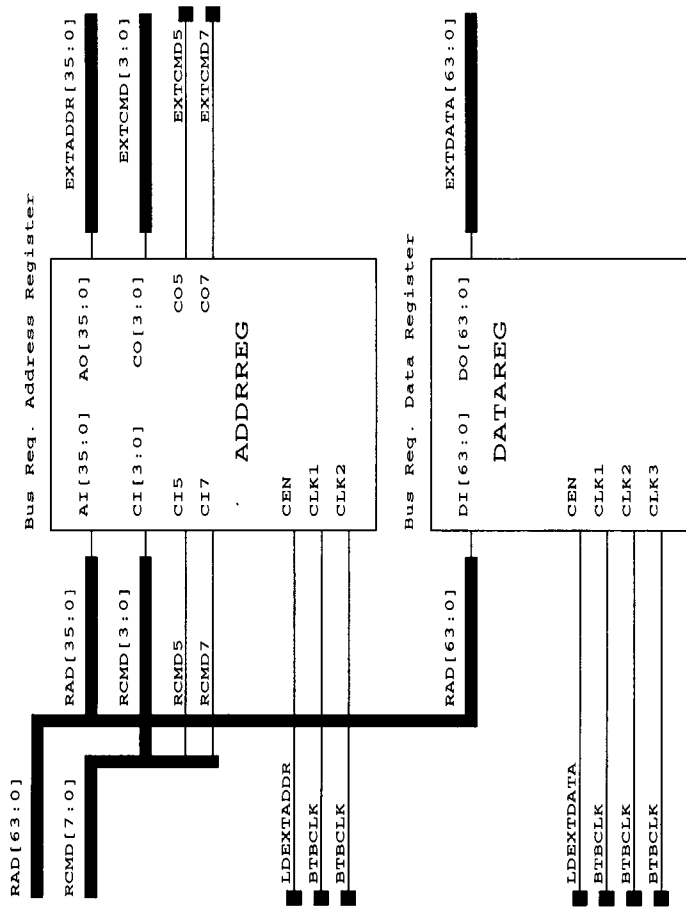 RAD[63:0]
RCMD[7:0]
RAD[35:0]
RCMD[3:0]
RCMD5
RCMD7
LDEXTADDR
BTBCLK
BTBCLK
Bus Req. Address Register
AI[35:0] AO[35:0]
CI[3:0] CO[3:0]
CI5 CO5
CI7 CO7
ADDRREG
CEN
CLK1
CLK2
EXTADDR[35:0]
EXTCMD[3:0]
EXTCMD5
EXTCMD7
RAD[63:0]
LDEXTDATA
BTBCLK
BTBCLK
BTBCLK
Bus Req. Data Register
DI[63:0] DO[63:0]
DATAREG
CEN
CLK1
CLK2
CLK3
EXTDATA[63:0]